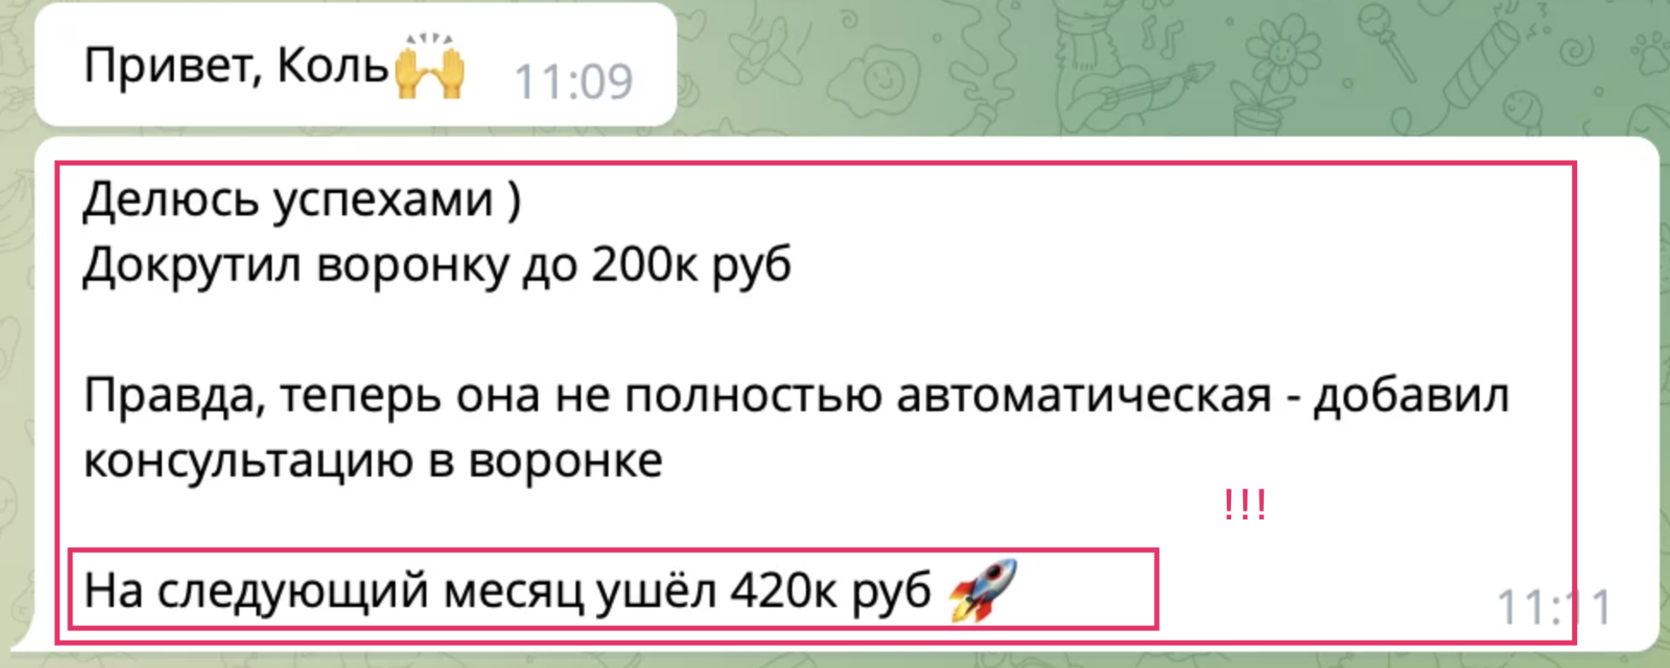 Привет, Коль🙌 11:09
Делюсь успехами )
Докрутил воронку до 200к руб
Правда, теперь она не полностью автоматическая - добавил
консультацию в воронке
!!!
На следующий месяц ушёл 420к руб 🚀
11:11